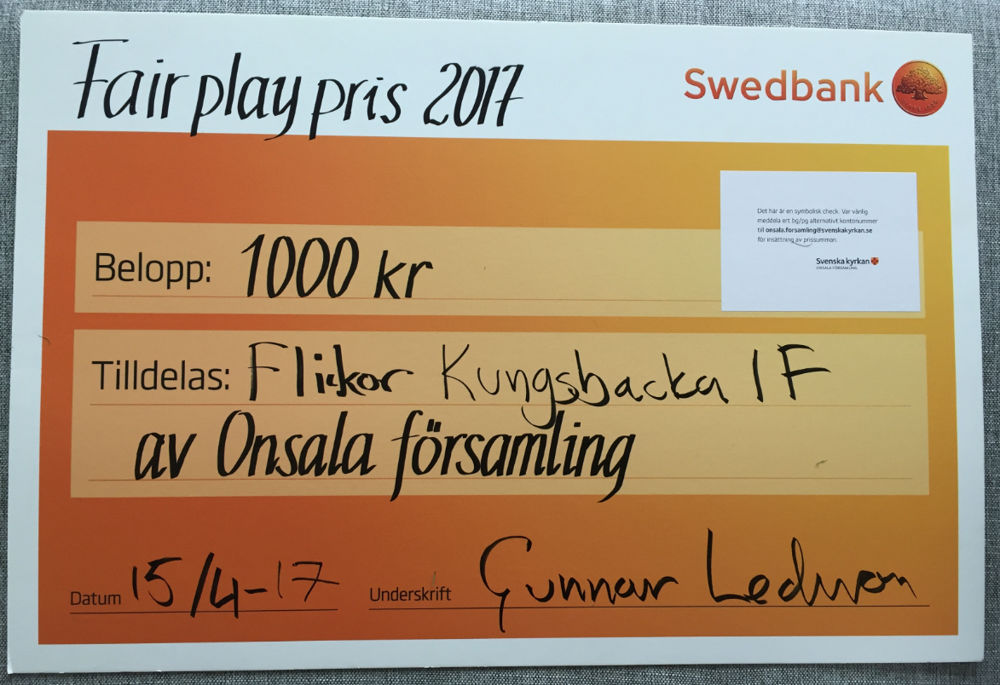 Fair play pris 2017
Swedbank
Det här är en symbolisk check. Var vänlig
meddela ert bg/pg alternativt kontonummer
till onsala.forsamling@svenskakyrkan.se
för insättning av prissumman.
Svenska kyrkan
ONSALA FÖRSAMLING
Belopp: 1000 kr
Tilldelas: Flickor Kungsbacka IF
av Onsala församling
Datum 15/4-17
Underskrift Gunnar